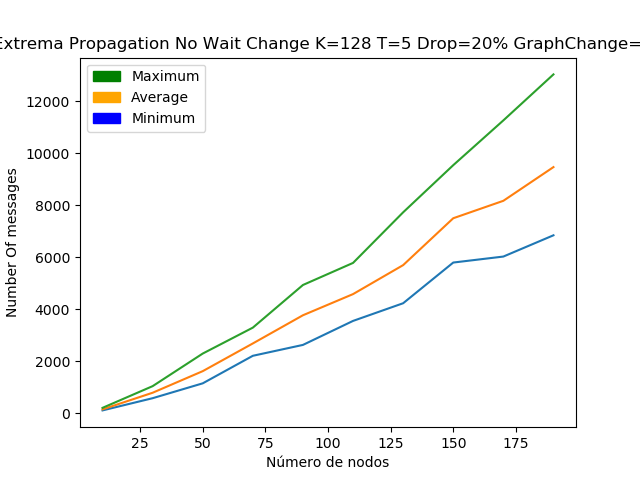 Extrema Propagation No Wait Change K=128 T=5 Drop=20% GraphChange=
Maximum
Average
Minimum
Number Of messages
12000
10000
8000
6000
4000
2000
0
25 50 75 100 125 150 175
Número de nodos